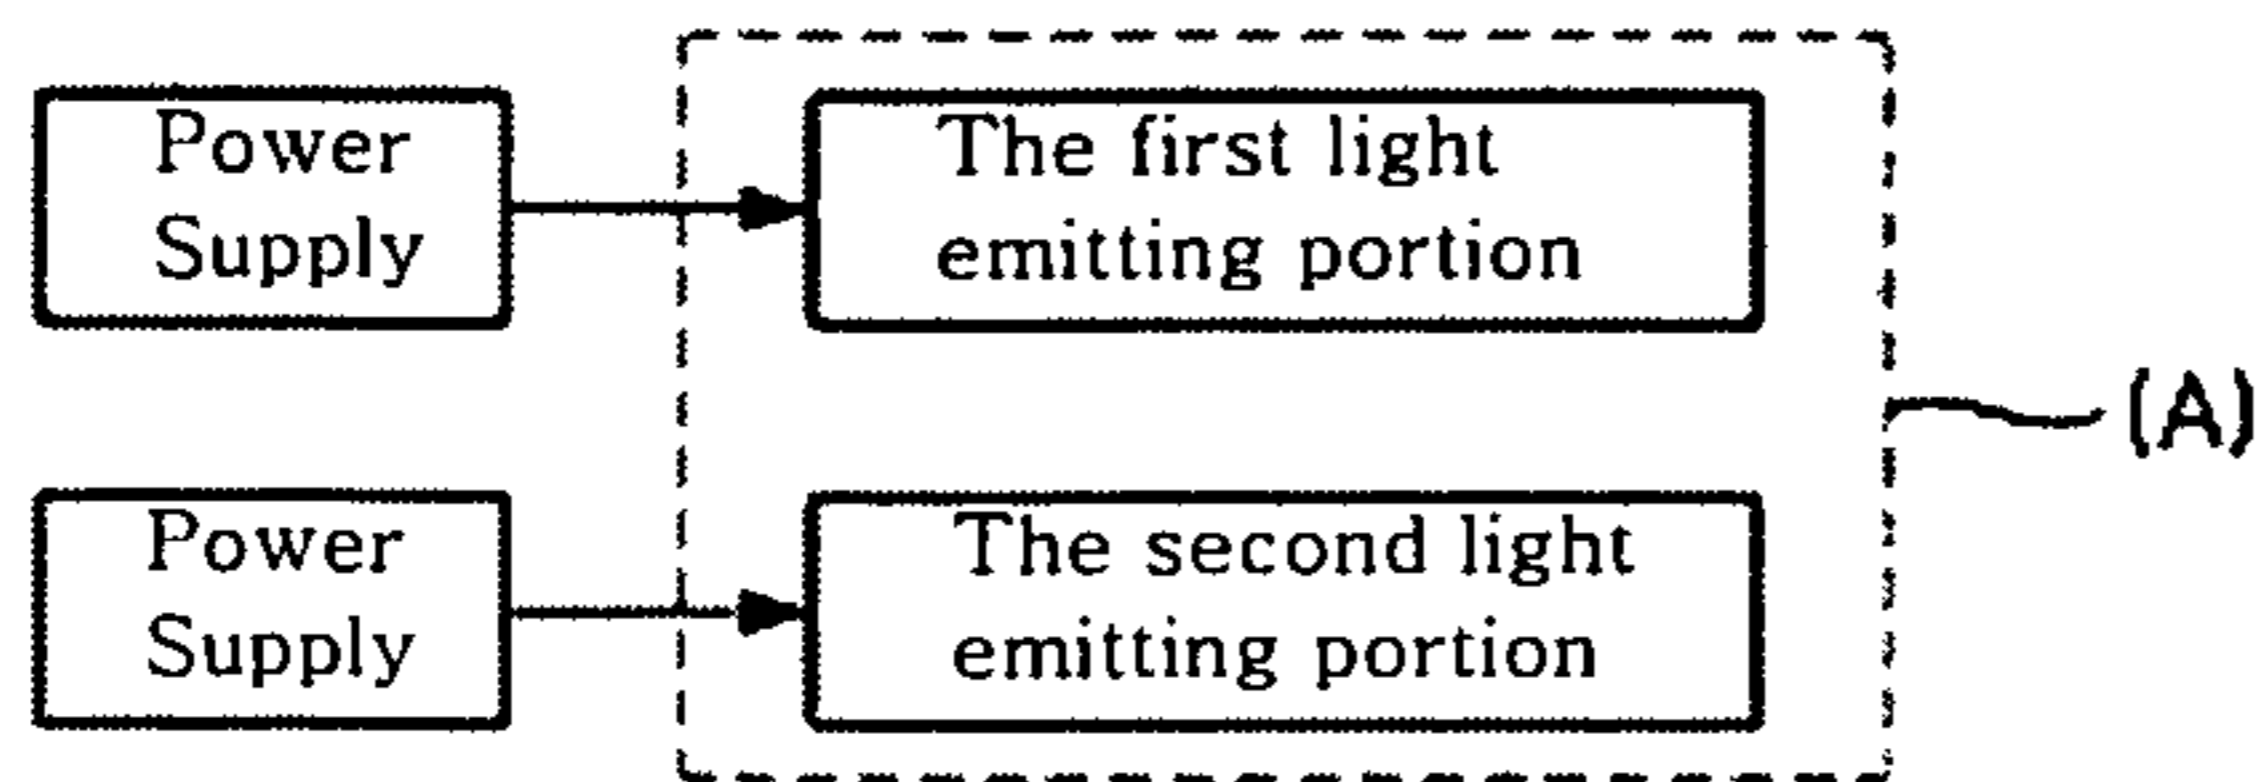 Power
Supply
The first light
emitting portion
(A)
Power
Supply
The second light
emitting portion